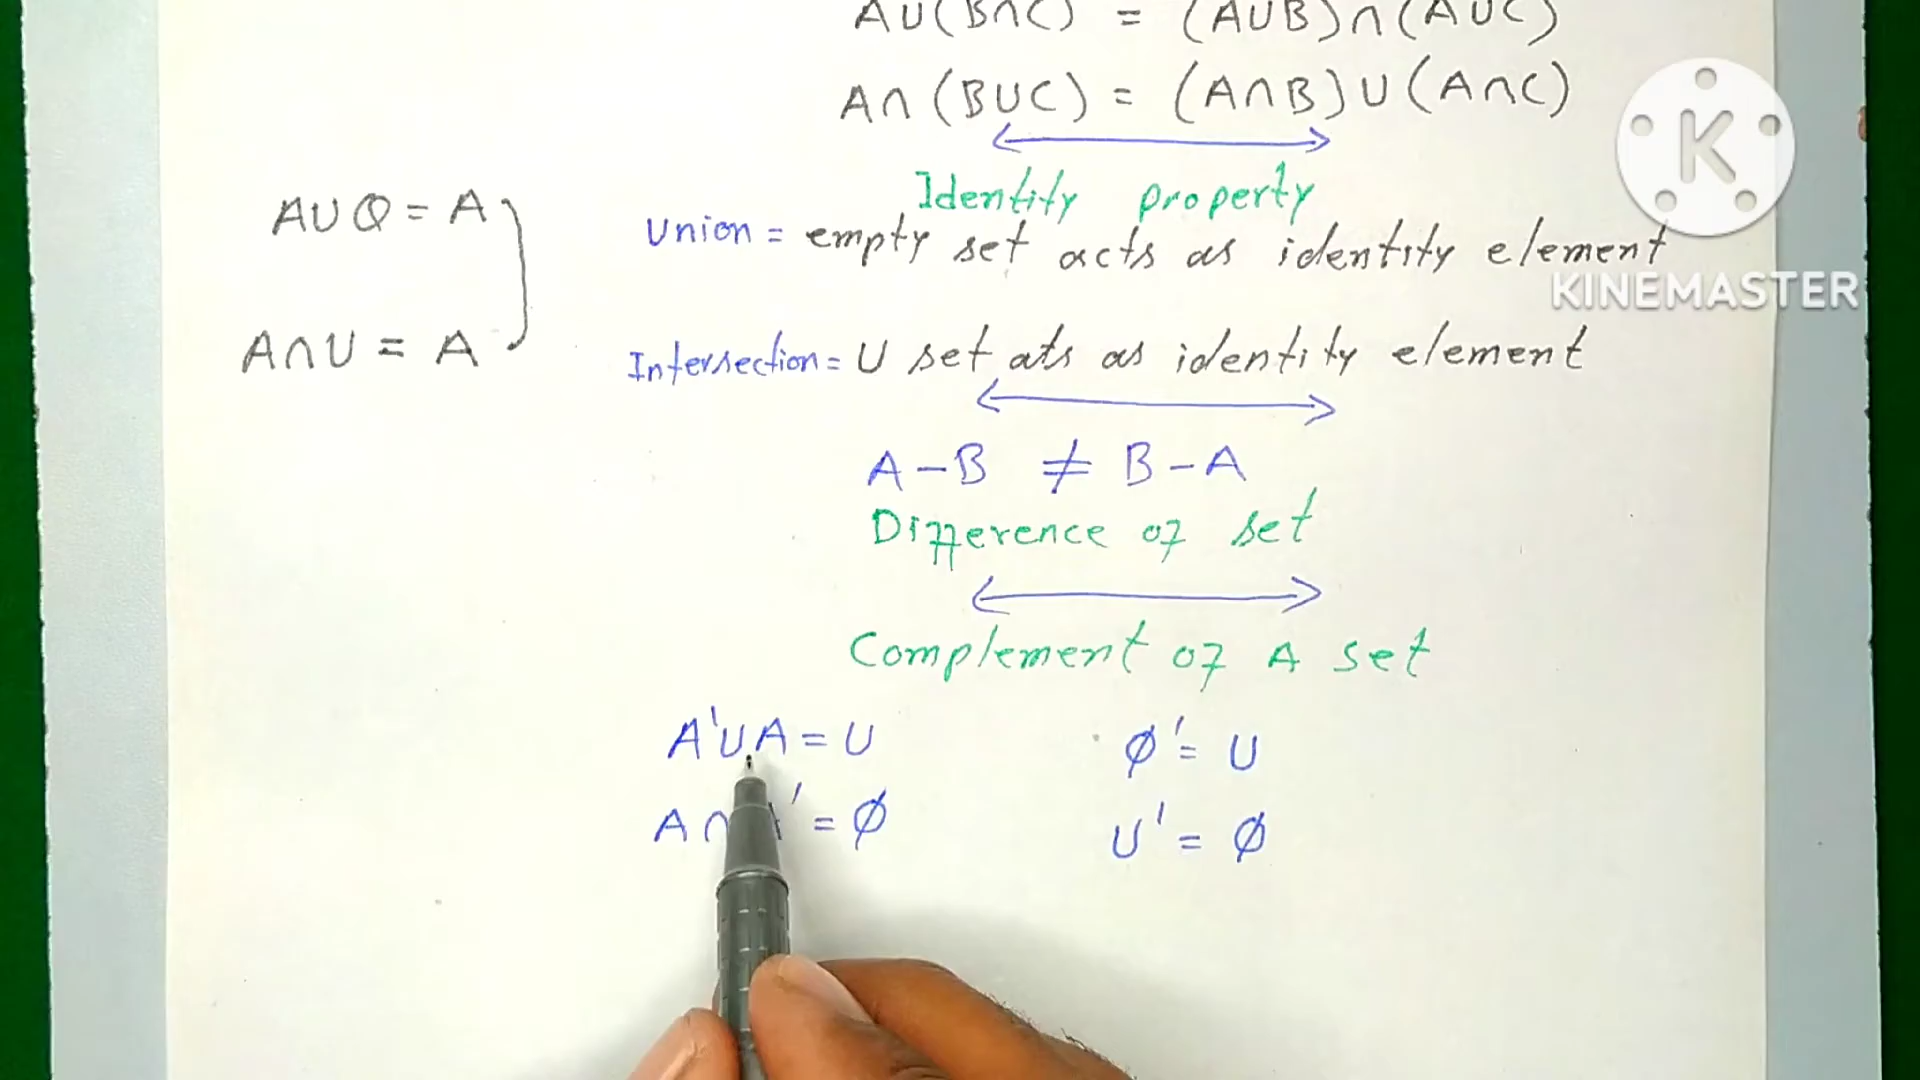 A∪(B∩C) = (A∪B)∩(A∪C)
A∩(B∪C) = (A∩B)∪(A∩C)
Identity property
A∪Q = A
Union = empty set acts as identity element
KINEMASTER
A∩U = A
Intersection = U set ats as identity element
A-B ≠ B-A
Difference of set
Complement of A set
A'∪A = U
φ' = U
A∩A' = φ
U' = φ